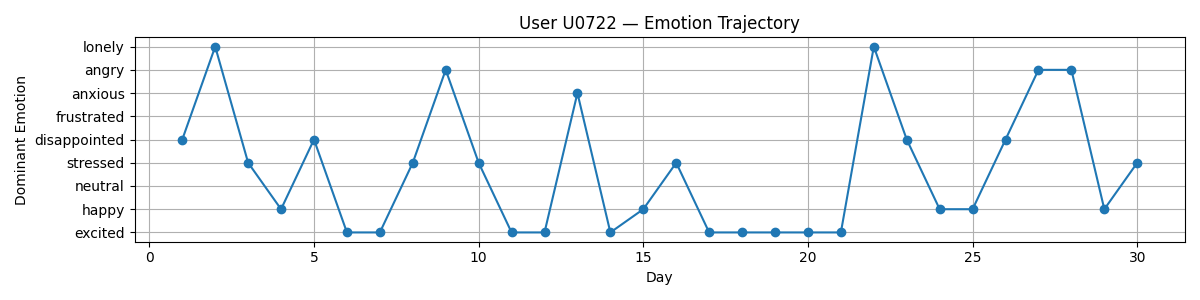 User U0722 — Emotion Trajectory
Dominant Emotion
lonely
angry
anxious
frustrated
disappointed
stressed
neutral
happy
excited
0 5 10 15 20 25 30
Day